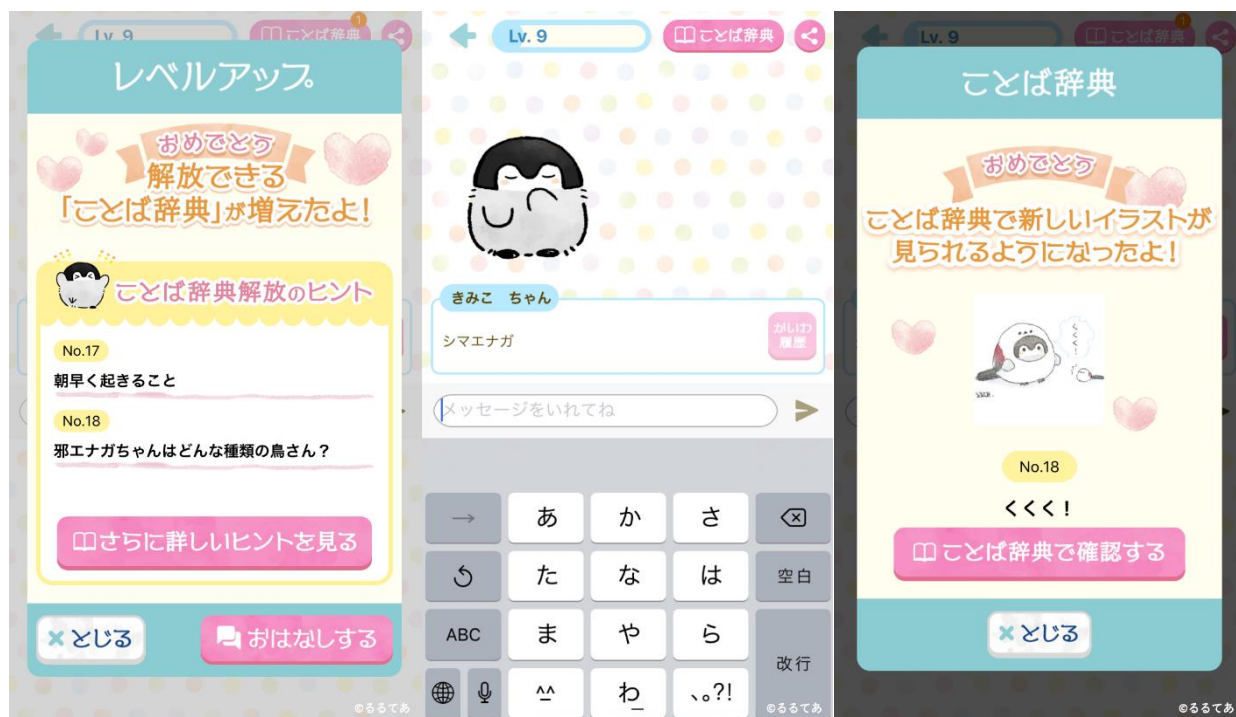 Lv. 9
ことば辞典
1
レベルアップ
おめでとう
解放できる
「ことば辞典」が増えたよ!
ことば辞典解放のヒント
No.17
朝早く起きること
No.18
邪エナガちゃんはどんな種類の鳥さん?
さらに詳しいヒントを見る
×とじる
おはなしする
©るるてあ
Lv. 9
ことば辞典
きみこ ちゃん
シマエナガ
かいわ
履歴
メッセージをいれてね
→
あ
か
さ
た
な
は
空白
ABC
ま
や
ら
改行
^^
わ_
、。?!
©るるてあ
Lv. 9
ことば辞典
1
ことば辞典
おめでとう
ことば辞典で新しいイラストが
見られるようになったよ!
くくく!
No.18
くくく!
ことば辞典で確認する
×とじる
©るるてあ